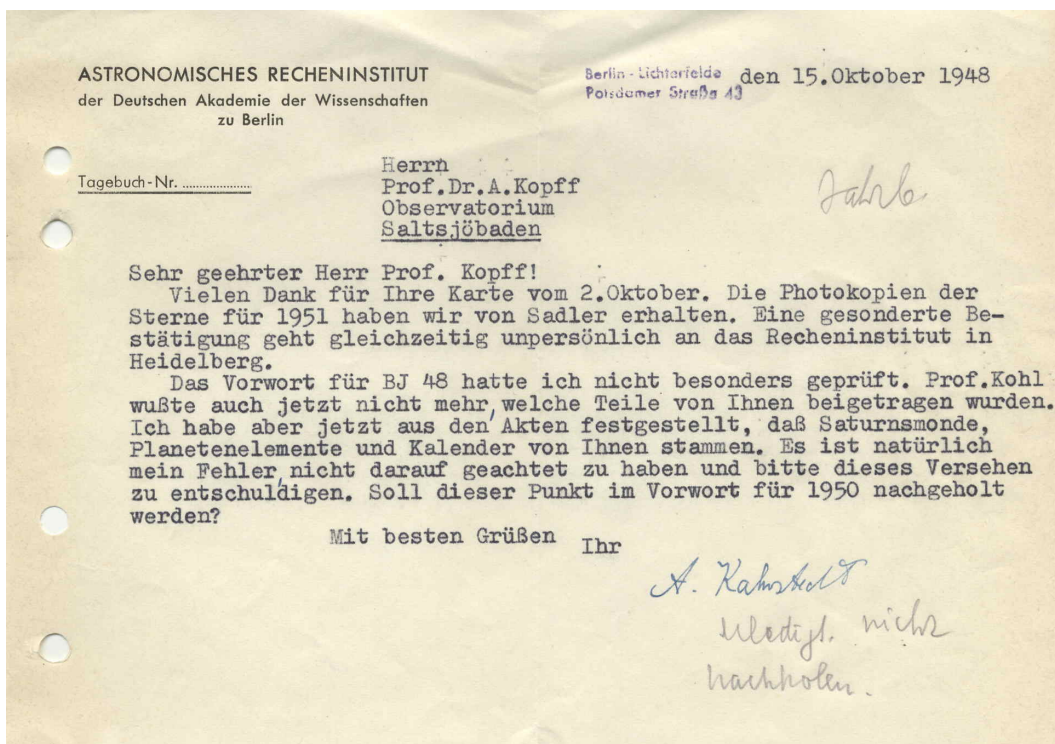 ASTRONOMISCHES RECHENINSTITUT
der Deutschen Akademie der Wissenschaften
zu Berlin
Berlin-Lichterfelde
Potsdamer Straße 43
den 15.Oktober 1948
Tagebuch-Nr. ....................
Herrn
Prof.Dr.A.Kopff
Observatorium
Saltsjöbaden
Jahrb
Sehr geehrter Herr Prof. Kopff!
Vielen Dank für Ihre Karte vom 2.Oktober. Die Photokopien der
Sterne für 1951 haben wir von Sadler erhalten. Eine gesonderte Be-
stätigung geht gleichzeitig unpersönlich an das Recheninstitut in
Heidelberg.
Das Vorwort für BJ 48 hatte ich nicht besonders geprüft. Prof.Kohl
wußte auch jetzt nicht mehr, welche Teile von Ihnen beigetragen wurden.
Ich habe aber jetzt aus den Akten festgestellt, daß Saturnsmonde,
Planetenelemente und Kalender von Ihnen stammen. Es ist natürlich
mein Fehler, nicht darauf geachtet zu haben und bitte dieses Versehen
zu entschuldigen. Soll dieser Punkt im Vorwort für 1950 nachgeholt
werden?
Mit besten Grüßen
Ihr
A. Kahrstedt
erledigt. nicht
nachholen.